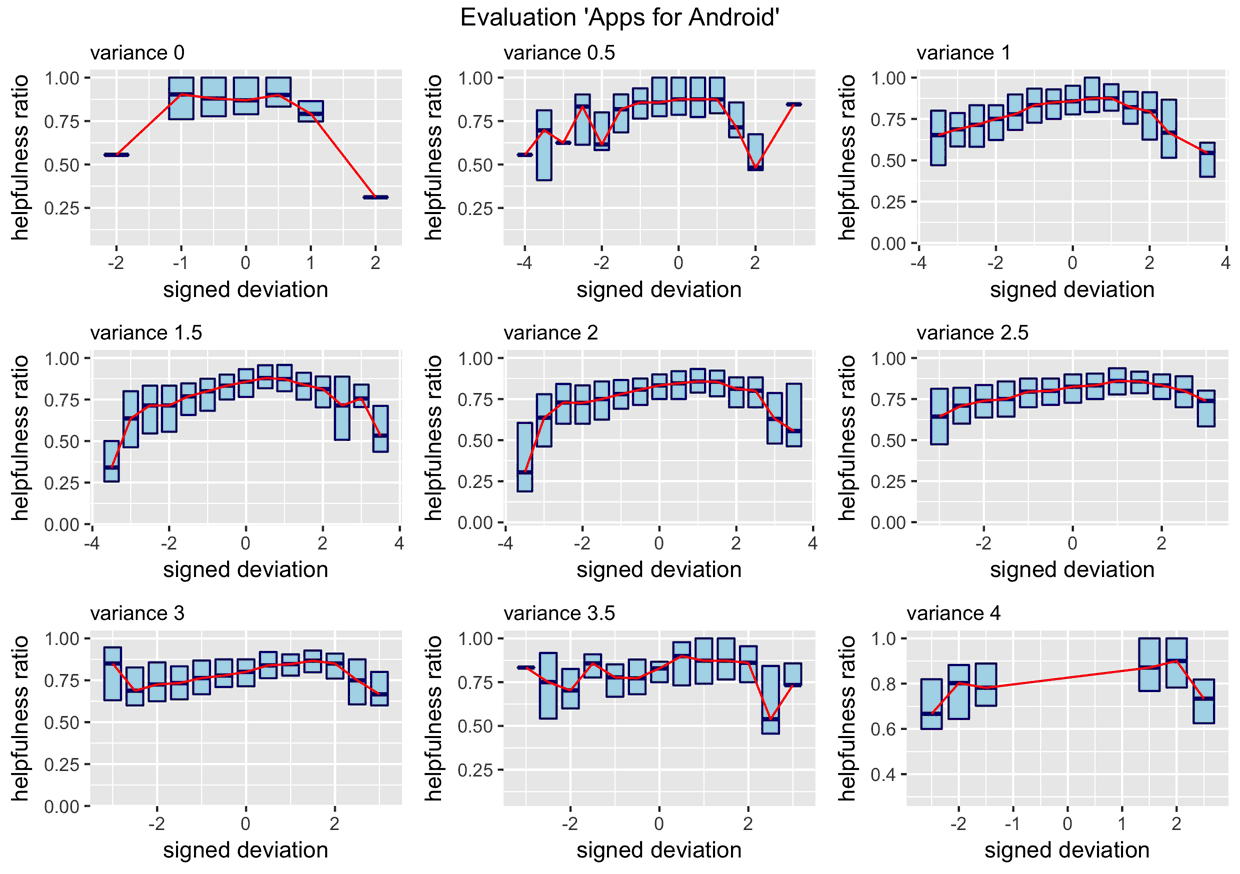 Evaluation 'Apps for Android'
variance 0
helpfulness ratio
1.00
0.75
0.50
0.25
-2 -1 0 1 2
signed deviation
variance 0.5
helpfulness ratio
1.00
0.75
0.50
0.25
-4 -2 0 2
signed deviation
variance 1
helpfulness ratio
1.00
0.75
0.50
0.25
0.00
-4 -2 0 2 4
signed deviation
variance 1.5
helpfulness ratio
1.00
0.75
0.50
0.25
0.00
-4 -2 0 2 4
signed deviation
variance 2
helpfulness ratio
1.00
0.75
0.50
0.25
0.00
-4 -2 0 2 4
signed deviation
variance 2.5
helpfulness ratio
1.00
0.75
0.50
0.25
0.00
-2 0 2
signed deviation
variance 3
helpfulness ratio
1.00
0.75
0.50
0.25
0.00
-2 0 2
signed deviation
variance 3.5
helpfulness ratio
1.00
0.75
0.50
0.25
-2 0 2
signed deviation
variance 4
helpfulness ratio
1.0
0.8
0.6
0.4
-2 -1 0 1 2
signed deviation